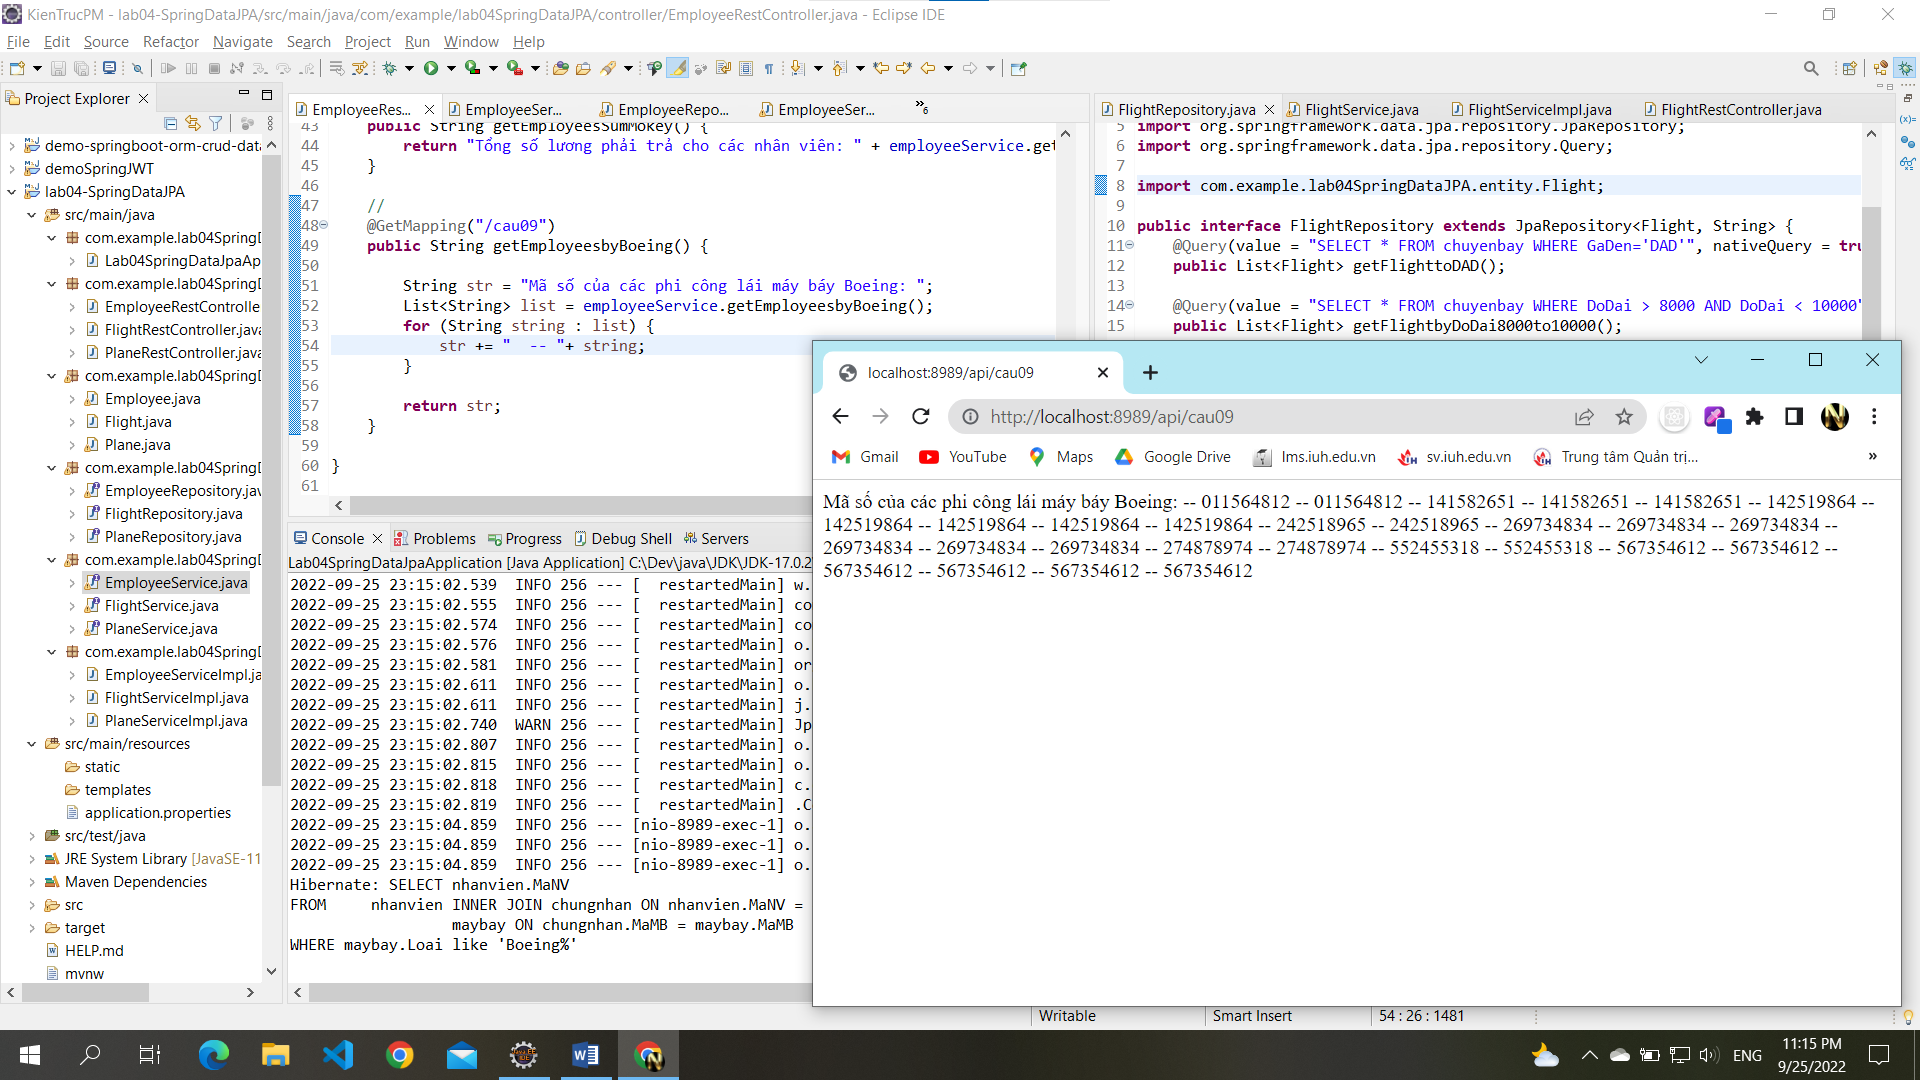 KienTrucPM - lab04-SpringDataJPA/src/main/java/com/example/lab04SpringDataJPA/controller/EmployeeRestController.java - Eclipse IDE
File Edit Source Refactor Navigate Search Project Run Window Help
Project Explorer
demo-springboot-orm-crud-data
demoSpringJWT
lab04-SpringDataJPA
src/main/java
com.example.lab04SpringD
Lab04SpringDataJpaAp
com.example.lab04SpringD
EmployeeRestControlle
FlightRestController.java
PlaneRestController.java
com.example.lab04SpringD
Employee.java
Flight.java
Plane.java
com.example.lab04SpringD
EmployeeRepository.java
FlightRepository.java
PlaneRepository.java
com.example.lab04SpringD
EmployeeService.java
FlightService.java
PlaneService.java
com.example.lab04SpringD
EmployeeServiceImpl.ja
FlightServiceImpl.java
PlaneServiceImpl.java
src/main/resources
static
templates
application.properties
src/test/java
JRE System Library [JavaSE-11
Maven Dependencies
src
target
HELP.md
mvnw
EmployeeRes... EmployeeSer... EmployeeRepo... EmployeeSer... »6
43 public String getEmployeesSumMokey() {
44 return "Tổng số lương phải trả cho các nhân viên: " + employeeService.get
45 }
46
47 //
48 @GetMapping("/cau09")
49 public String getEmployeesbyBoeing() {
50
51 String str = "Mã số của các phi công lái máy báy Boeing: ";
52 List<String> list = employeeService.getEmployeesbyBoeing();
53 for (String string : list) {
54 str += "  -- "+ string;
55 }
56
57 return str;
58 }
59
60 }
61
FlightRepository.java FlightService.java FlightServiceImpl.java FlightRestController.java
5 import org.springframework.data.jpa.repository.JpaRepository;
6 import org.springframework.data.jpa.repository.Query;
7
8 import com.example.lab04SpringDataJPA.entity.Flight;
9
10 public interface FlightRepository extends JpaRepository<Flight, String> {
11 @Query(value = "SELECT * FROM chuyenbay WHERE GaDen='DAD'", nativeQuery = tru
12 public List<Flight> getFlighttoDAD();
13
14 @Query(value = "SELECT * FROM chuyenbay WHERE DoDai > 8000 AND DoDai < 10000"
15 public List<Flight> getFlightbyDoDai8000to10000();
Console Problems Progress Debug Shell Servers
Lab04SpringDataJpaApplication [Java Application] C:\Dev\java\JDK\JDK-17.0.2
2022-09-25 23:15:02.539 INFO 256 --- [ restartedMain] w.
2022-09-25 23:15:02.555 INFO 256 --- [ restartedMain] co
2022-09-25 23:15:02.574 INFO 256 --- [ restartedMain] co
2022-09-25 23:15:02.576 INFO 256 --- [ restartedMain] o.
2022-09-25 23:15:02.581 INFO 256 --- [ restartedMain] or
2022-09-25 23:15:02.611 INFO 256 --- [ restartedMain] o.
2022-09-25 23:15:02.611 INFO 256 --- [ restartedMain] j.
2022-09-25 23:15:02.740 WARN 256 --- [ restartedMain] Jp
2022-09-25 23:15:02.807 INFO 256 --- [ restartedMain] o.
2022-09-25 23:15:02.815 INFO 256 --- [ restartedMain] o.
2022-09-25 23:15:02.818 INFO 256 --- [ restartedMain] c.
2022-09-25 23:15:02.819 INFO 256 --- [ restartedMain] .C
2022-09-25 23:15:04.859 INFO 256 --- [nio-8989-exec-1] o.
2022-09-25 23:15:04.859 INFO 256 --- [nio-8989-exec-1] o.
2022-09-25 23:15:04.859 INFO 256 --- [nio-8989-exec-1] o.
Hibernate: SELECT nhanvien.MaNV
FROM nhanvien INNER JOIN chungnhan ON nhanvien.MaNV =
maybay ON chungnhan.MaMB = maybay.MaMB
WHERE maybay.Loai like 'Boeing%'
localhost:8989/api/cau09
http://localhost:8989/api/cau09
Gmail YouTube Maps Google Drive lms.iuh.edu.vn sv.iuh.edu.vn Trung tâm Quản trị... »
Mã số của các phi công lái máy báy Boeing: -- 011564812 -- 011564812 -- 141582651 -- 141582651 -- 141582651 -- 142519864 --
142519864 -- 142519864 -- 142519864 -- 142519864 -- 242518965 -- 242518965 -- 269734834 -- 269734834 -- 269734834 --
269734834 -- 269734834 -- 269734834 -- 274878974 -- 274878974 -- 552455318 -- 552455318 -- 567354612 -- 567354612 --
567354612 -- 567354612 -- 567354612 -- 567354612
Writable Smart Insert 54 : 26 : 1481
ENG
11:15 PM
9/25/2022